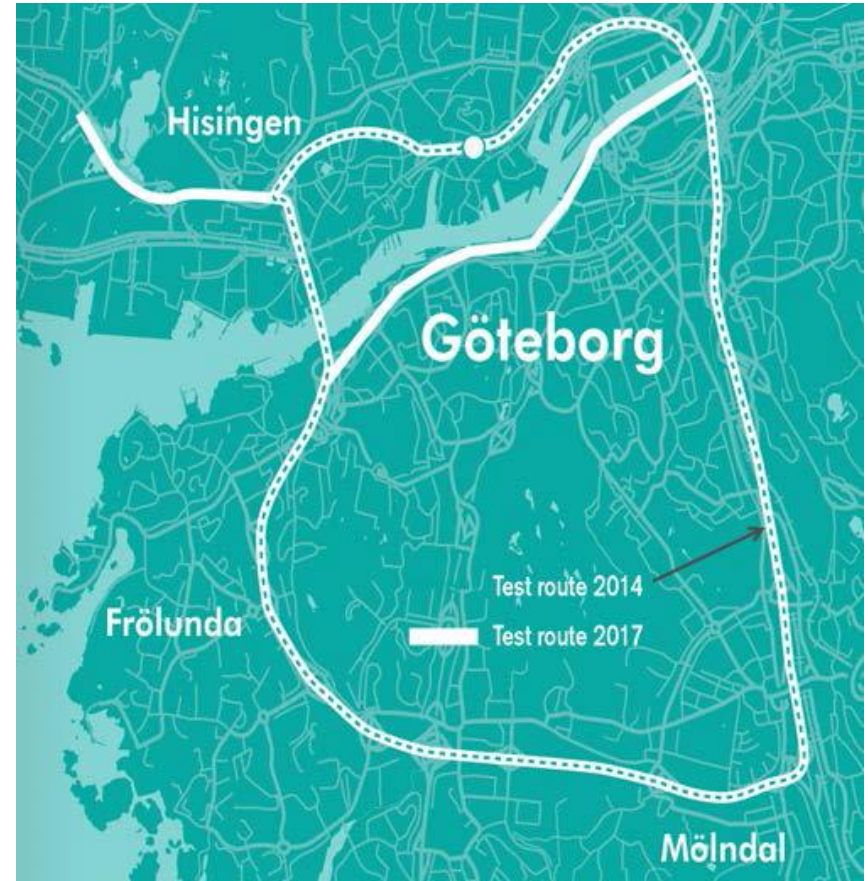 Hisingen
Göteborg
Test route 2014
Frölunda
Test route 2017
Mölndal